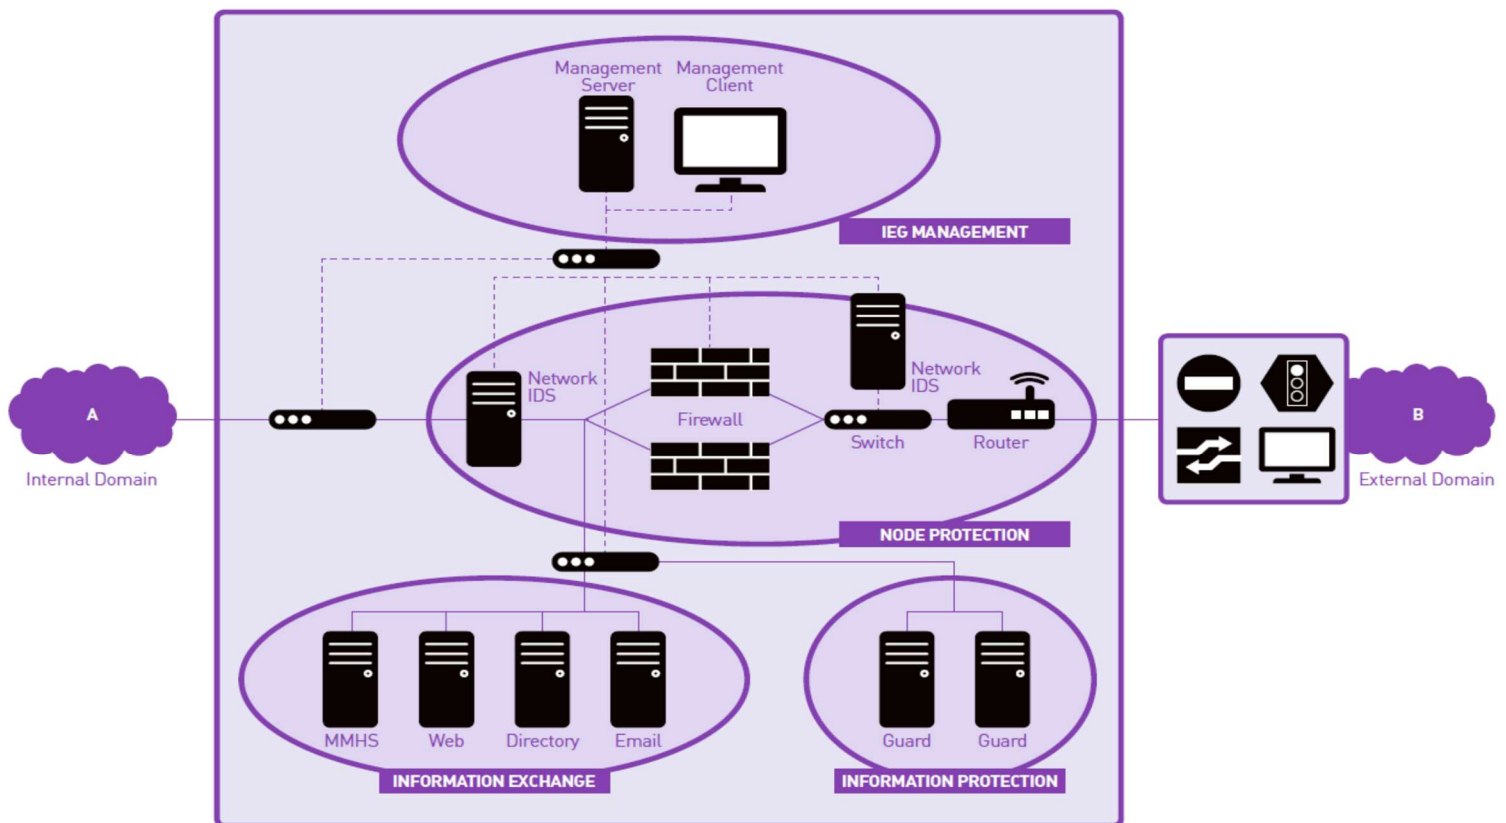 Management
Server
Management
Client
IEG MANAGEMENT
Network
IDS
Network
IDS
Firewall
Switch
Router
A
Internal Domain
B
External Domain
NODE PROTECTION
MMHS
Web
Directory
Email
Guard
Guard
INFORMATION EXCHANGE
INFORMATION PROTECTION